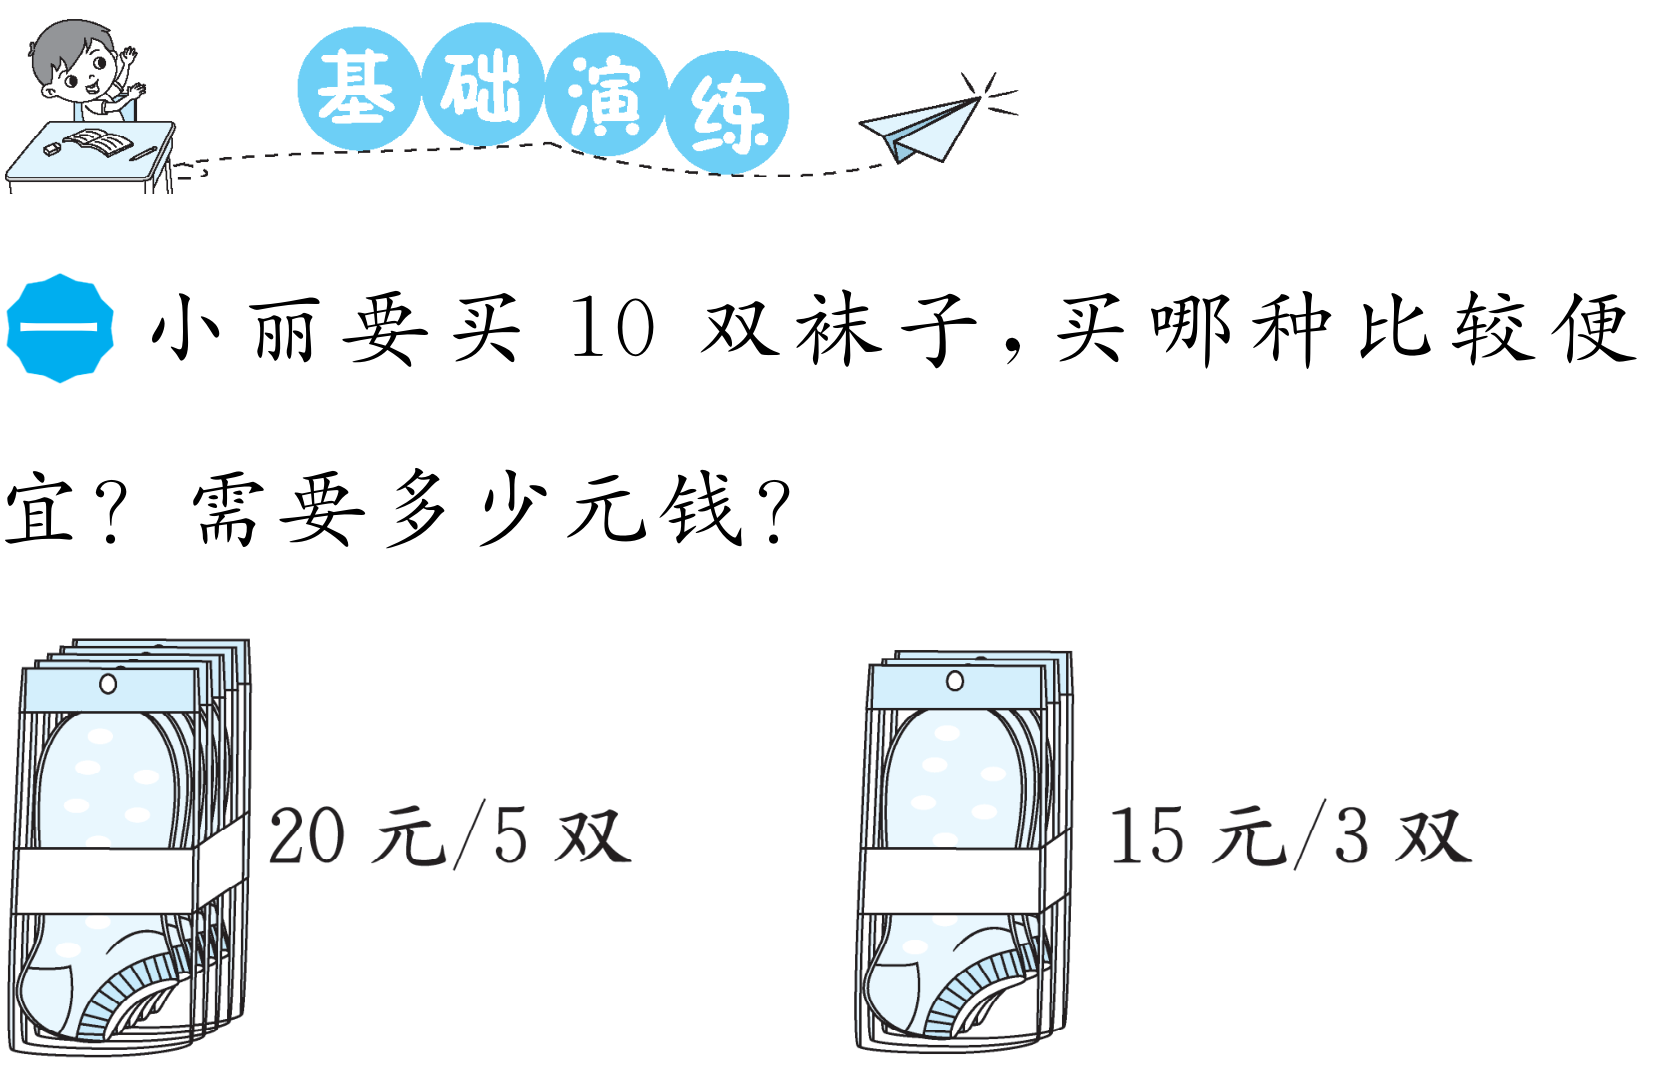 基础演练
一 小丽要买 10 双袜子,买哪种比较便
宜? 需要多少元钱?
20 元/5 双
15 元/3 双